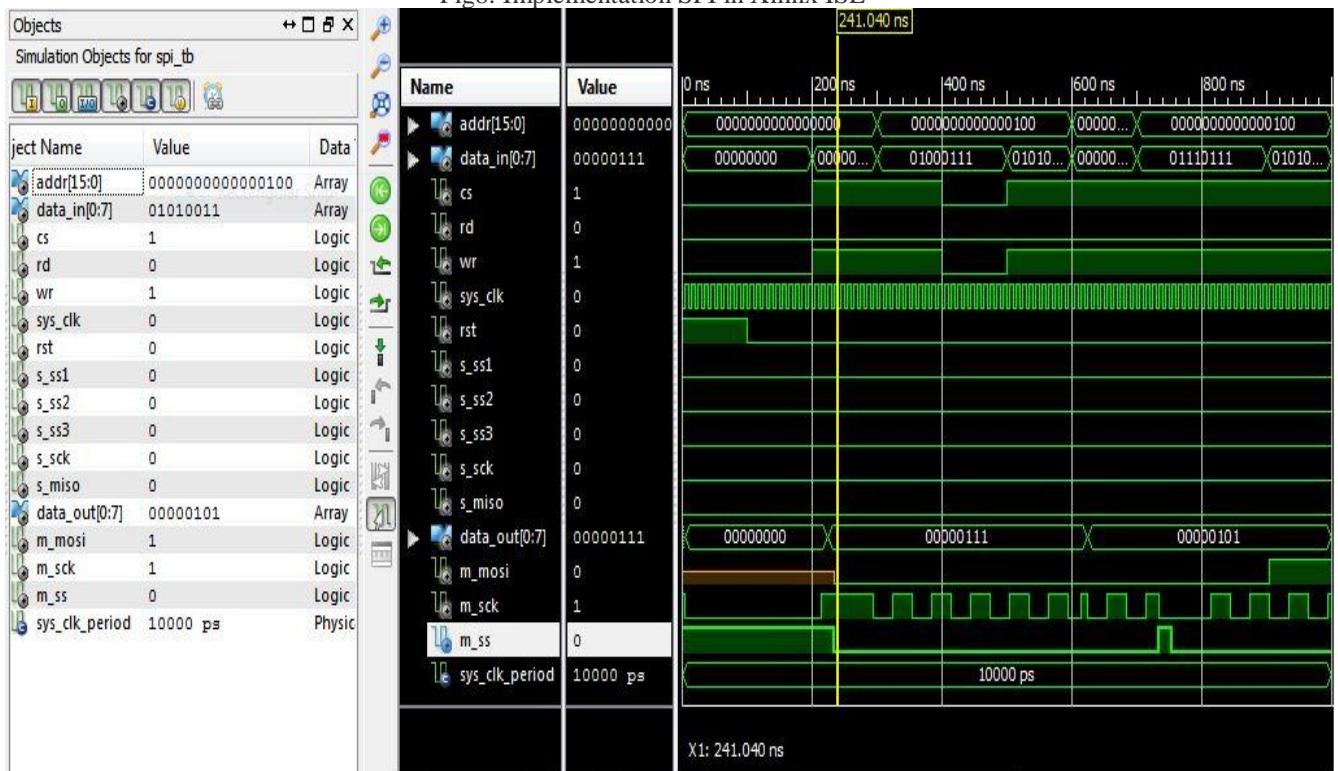 Fig8. Implementation SPI in Xilinx ISE
Objects
Simulation Objects for spi_tb
ject Name Value Data
addr[15:0] 0000000000000100 Array
data_in[0:7] 01010011 Array
cs 1 Logic
rd 0 Logic
wr 1 Logic
sys_clk 0 Logic
rst 0 Logic
s_ss1 0 Logic
s_ss2 0 Logic
s_ss3 0 Logic
s_sck 0 Logic
s_miso 0 Logic
data_out[0:7] 00000101 Array
m_mosi 1 Logic
m_sck 1 Logic
m_ss 0 Logic
sys_clk_period 10000 ps Physic
241.040 ns
Name Value 0 ns 200 ns 400 ns 600 ns 800 ns
addr[15:0] 00000000000 0000000000000000 0000000000000100 00000... 0000000000000100
data_in[0:7] 00000111 00000000 00000... 01000111 01010... 00000... 01110111 01010...
cs 1
rd 0
wr 1
sys_clk 0
rst 0
s_ss1 0
s_ss2 0
s_ss3 0
s_sck 0
s_miso 0
data_out[0:7] 00000111 00000000 00000111 00000101
m_mosi 0
m_sck 1
m_ss 0
sys_clk_period 10000 ps 10000 ps
X1: 241.040 ns